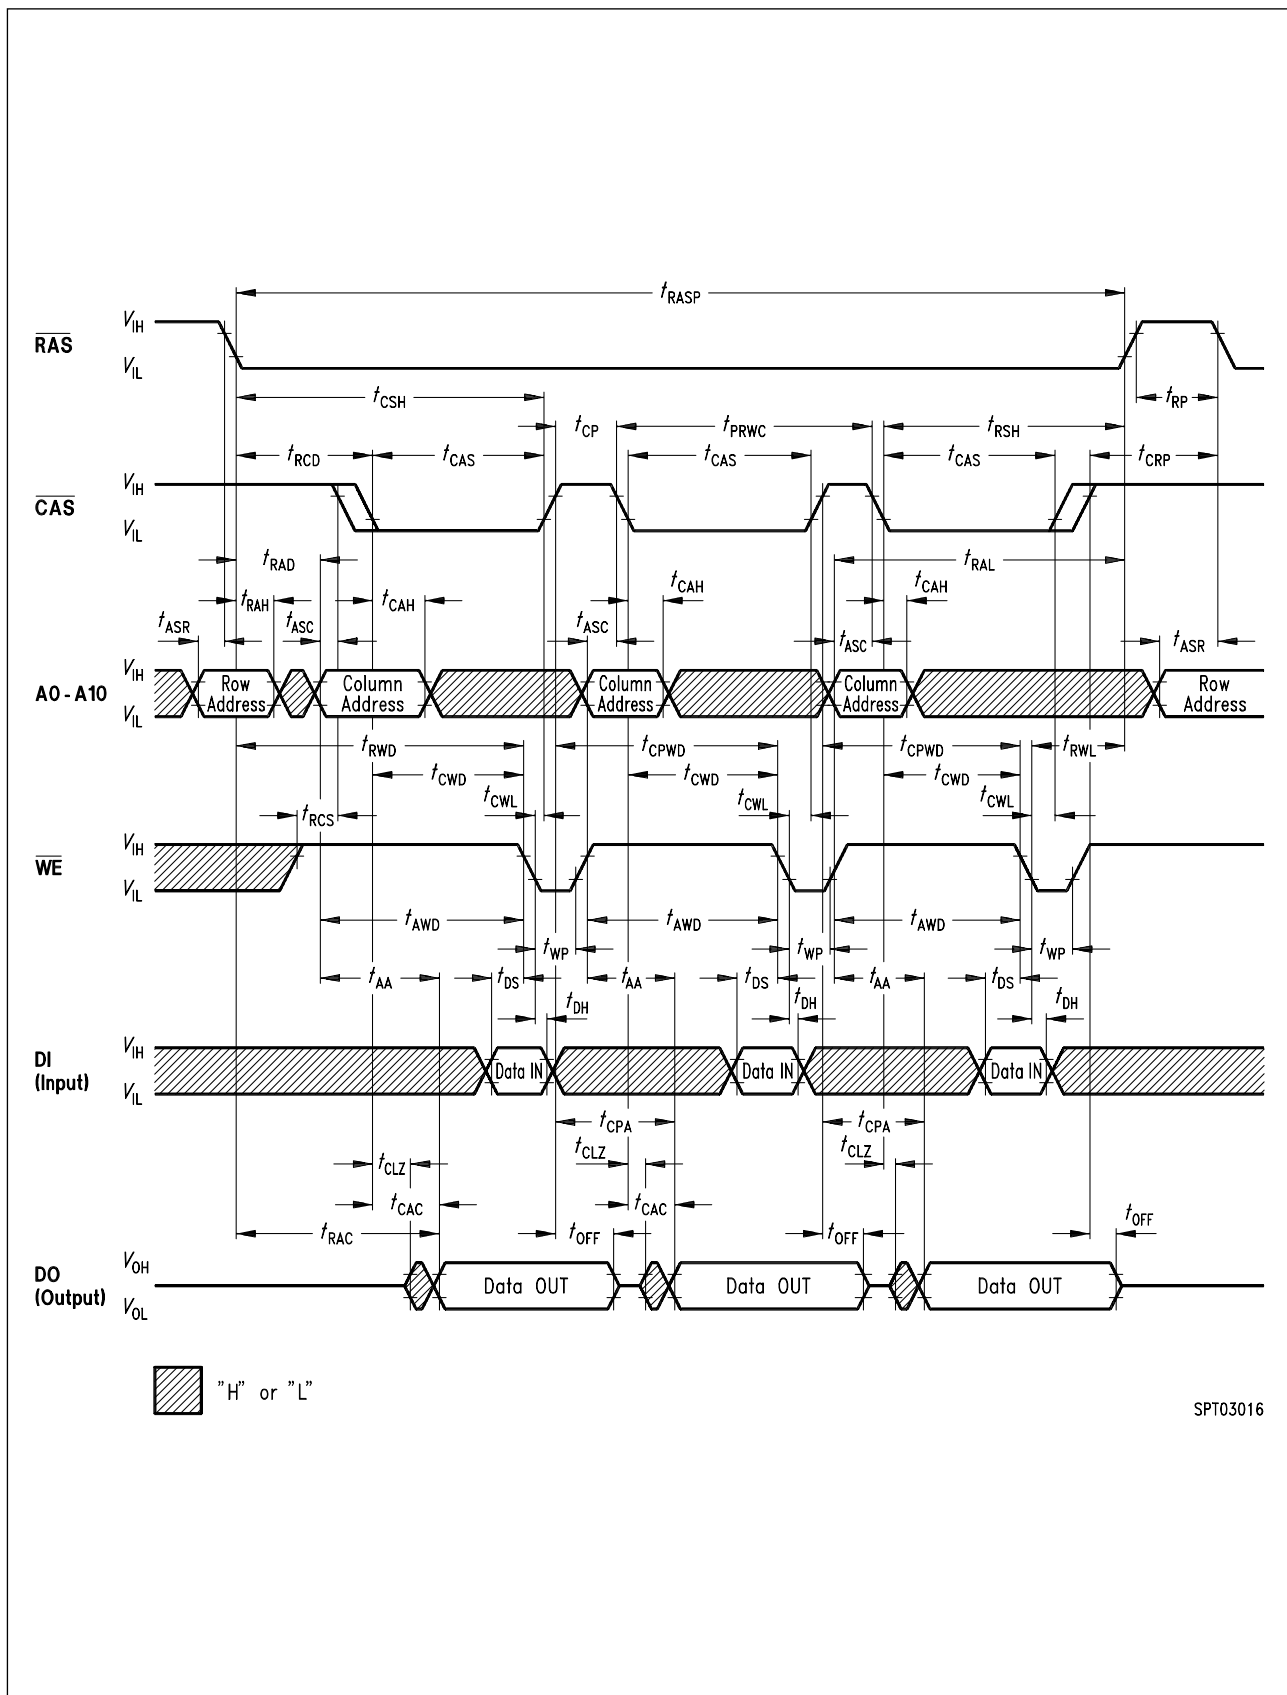 tRASP
RAS
VIH
VIL
tCSH
tRP
tCP
tPRWC
tRSH
tRCD
tCAS
tCAS
tCAS
tCRP
CAS
VIH
VIL
tRAD
tRAL
tRAH
tCAH
tCAH
tCAH
tASR
tASC
tASC
tASC
tASR
A0 - A10
VIH
VIL
Row Address
Column Address
Column Address
Column Address
Row Address
tRWD
tCPWD
tCPWD
tRWL
tCWD
tCWD
tCWD
tCWL
tCWL
tCWL
tRCS
WE
VIH
VIL
tAWD
tAWD
tAWD
tWP
tWP
tWP
tAA
tDS
tAA
tDS
tAA
tDS
tDH
tDH
tDH
DI
(Input)
VIH
VIL
Data IN
Data IN
Data IN
tCPA
tCPA
tCLZ
tCLZ
tCLZ
tCAC
tCAC
tRAC
tOFF
tOFF
tOFF
DO
(Output)
VOH
VOL
Data OUT
Data OUT
Data OUT
"H" or "L"
SPT03016